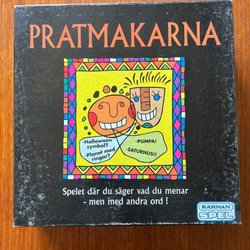 PRATMAKARNA
-Halloween
symbol?
-Planet med
ringar?
-PUMPA!
-SATURNUS!!
Spelet där du säger vad du menar
- men med andra ord !
KARNAN
SPEL